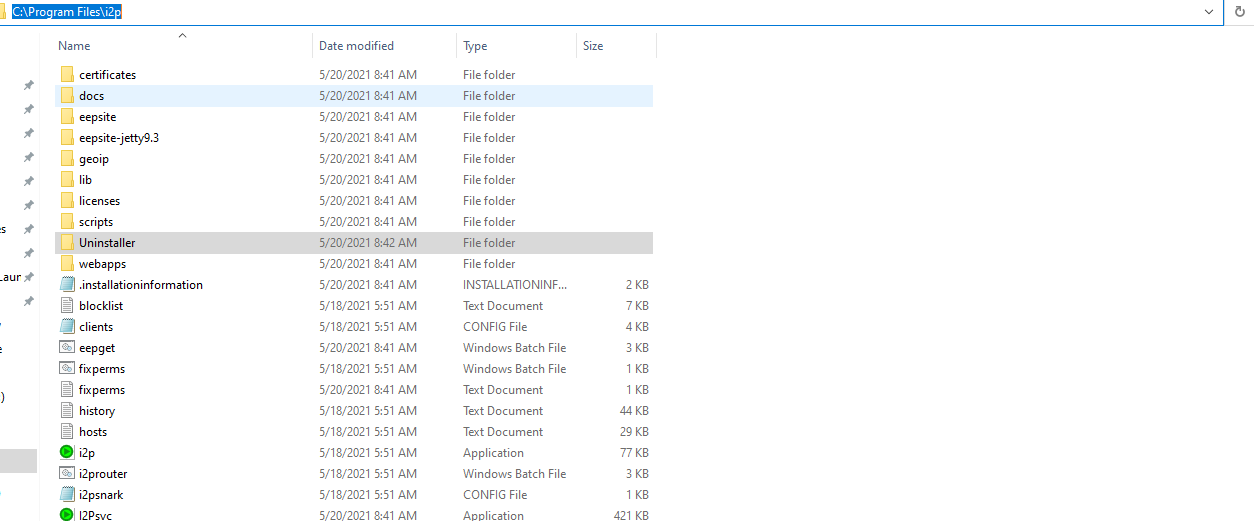 C:\Program Files\i2p
Name Date modified Type Size
certificates 5/20/2021 8:41 AM File folder
docs 5/20/2021 8:41 AM File folder
eepsite 5/20/2021 8:41 AM File folder
eepsite-jetty9.3 5/20/2021 8:41 AM File folder
geoip 5/20/2021 8:41 AM File folder
lib 5/20/2021 8:41 AM File folder
licenses 5/20/2021 8:41 AM File folder
scripts 5/20/2021 8:41 AM File folder
es Uninstaller 5/20/2021 8:42 AM File folder
webapps 5/20/2021 8:41 AM File folder
Laur .installationinformation 5/20/2021 8:41 AM INSTALLATIONINF... 2 KB
blocklist 5/18/2021 5:51 AM Text Document 7 KB
clients 5/18/2021 5:51 AM CONFIG File 4 KB
e eepget 5/20/2021 8:41 AM Windows Batch File 3 KB
fixperms 5/18/2021 5:51 AM Windows Batch File 1 KB
) fixperms 5/20/2021 8:41 AM Text Document 1 KB
history 5/18/2021 5:51 AM Text Document 44 KB
hosts 5/18/2021 5:51 AM Text Document 29 KB
i2p 5/18/2021 5:51 AM Application 77 KB
i2prouter 5/18/2021 5:51 AM Windows Batch File 3 KB
i2psnark 5/18/2021 5:51 AM CONFIG File 1 KB
I2Psvc 5/20/2021 8:41 AM Application 421 KB